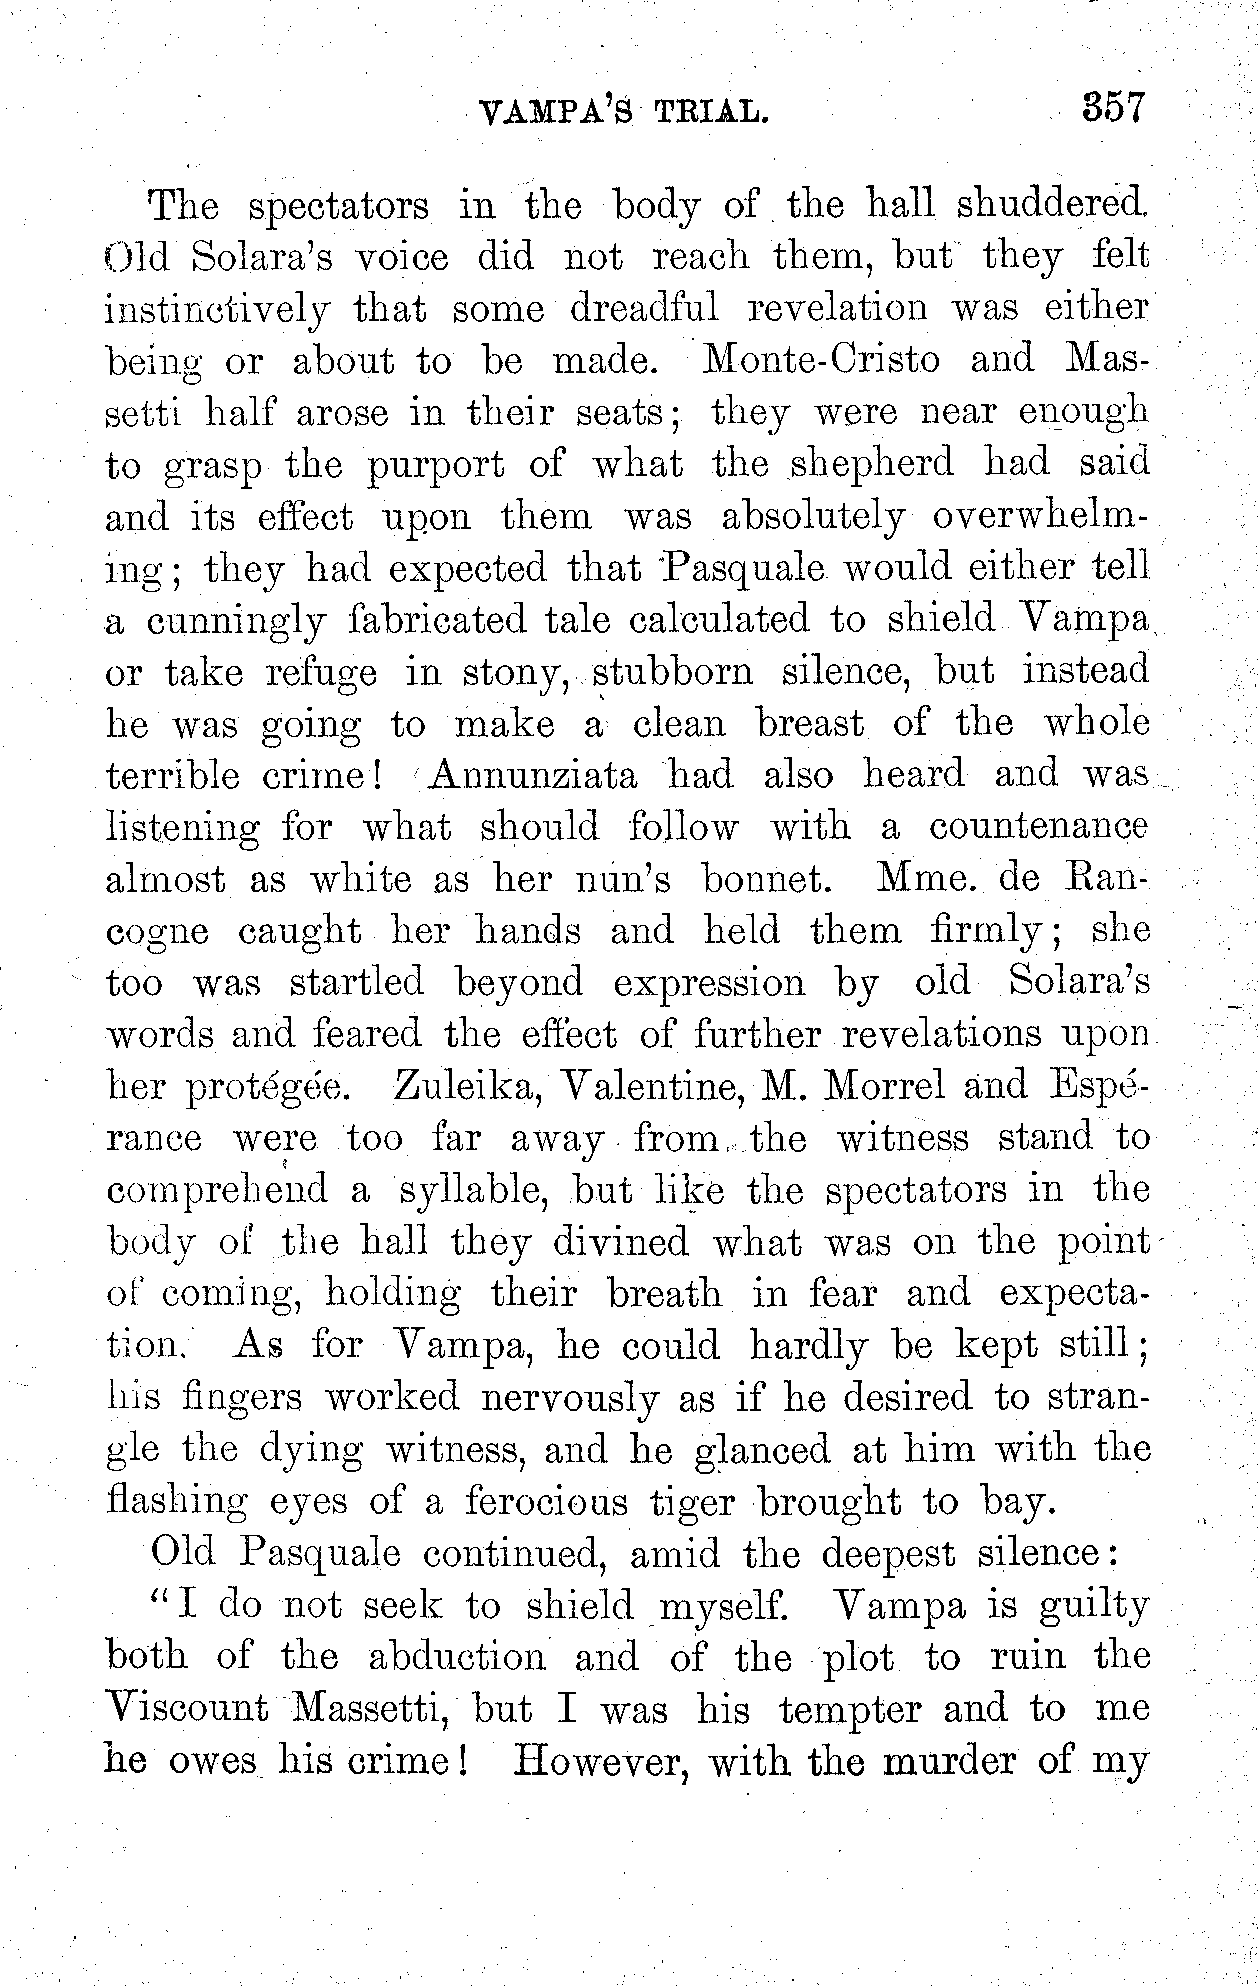 VAMPA'S TRIAL. 357
The spectators in the body of the hall shuddered.
Old Solara's voice did not reach them, but they felt
instinctively that some dreadful revelation was either
being or about to be made. Monte-Cristo and Mas-
setti half arose in their seats; they were near enough
to grasp the purport of what the shepherd had said
and its effect upon them was absolutely overwhelm-
ing; they had expected that Pasquale would either tell
a cunningly fabricated tale calculated to shield Vampa
or take refuge in stony, stubborn silence, but instead
he was going to make a clean breast of the whole
terrible crime! Annunziata had also heard and was
listening for what should follow with a countenance
almost as white as her nun's bonnet. Mme. de Ran-
cogne caught her hands and held them firmly; she
too was startled beyond expression by old Solara's
words and feared the effect of further revelations upon
her protégée. Zuleika, Valentine, M. Morrel and Espé-
rance were too far away from the witness stand to
comprehend a syllable, but like the spectators in the
body of the hall they divined what was on the point
of coming, holding their breath in fear and expecta-
tion. As for Vampa, he could hardly be kept still;
his fingers worked nervously as if he desired to stran-
gle the dying witness, and he glanced at him with the
flashing eyes of a ferocious tiger brought to bay.
Old Pasquale continued, amid the deepest silence:
"I do not seek to shield myself. Vampa is guilty
both of the abduction and of the plot to ruin the
Viscount Massetti, but I was his tempter and to me
he owes his crime! However, with the murder of my